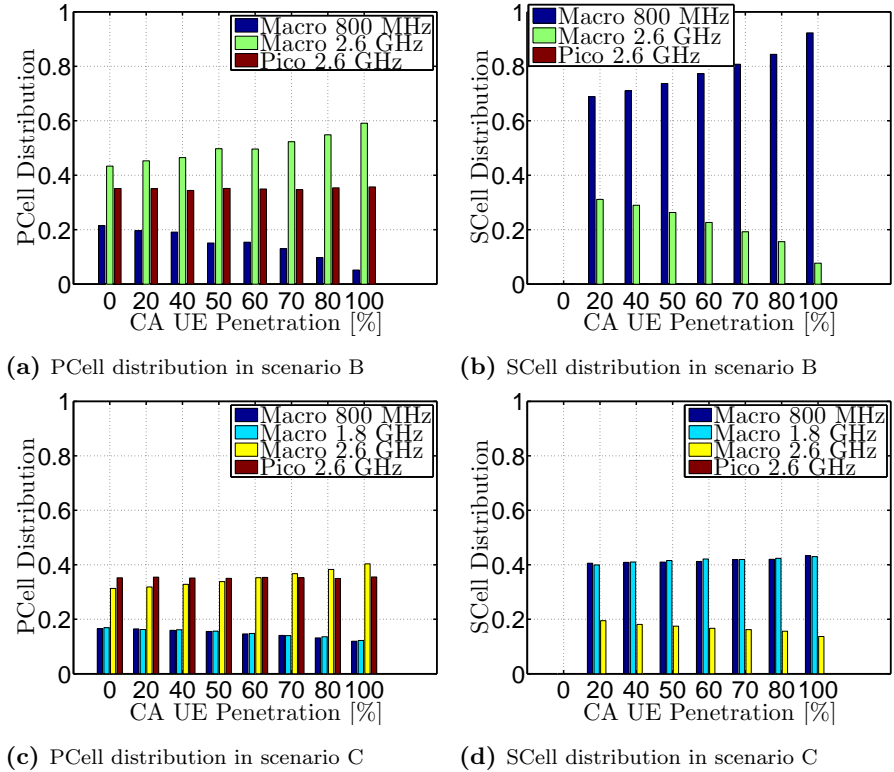 1
0.8
0.6
0.4
0.2
0
PCell Distribution
Macro 800 MHz
Macro 2.6 GHz
Pico 2.6 GHz
0 20 40 50 60 70 80 100
CA UE Penetration [%]
(a) PCell distribution in scenario B
1
0.8
0.6
0.4
0.2
0
SCell Distribution
Macro 800 MHz
Macro 2.6 GHz
Pico 2.6 GHz
0 20 40 50 60 70 80 100
CA UE Penetration [%]
(b) SCell distribution in scenario B
1
0.8
0.6
0.4
0.2
0
PCell Distribution
Macro 800 MHz
Macro 1.8 GHz
Macro 2.6 GHz
Pico 2.6 GHz
0 20 40 50 60 70 80 100
CA UE Penetration [%]
(c) PCell distribution in scenario C
1
0.8
0.6
0.4
0.2
0
SCell Distribution
Macro 800 MHz
Macro 1.8 GHz
Macro 2.6 GHz
Pico 2.6 GHz
0 20 40 50 60 70 80 100
CA UE Penetration [%]
(d) SCell distribution in scenario C